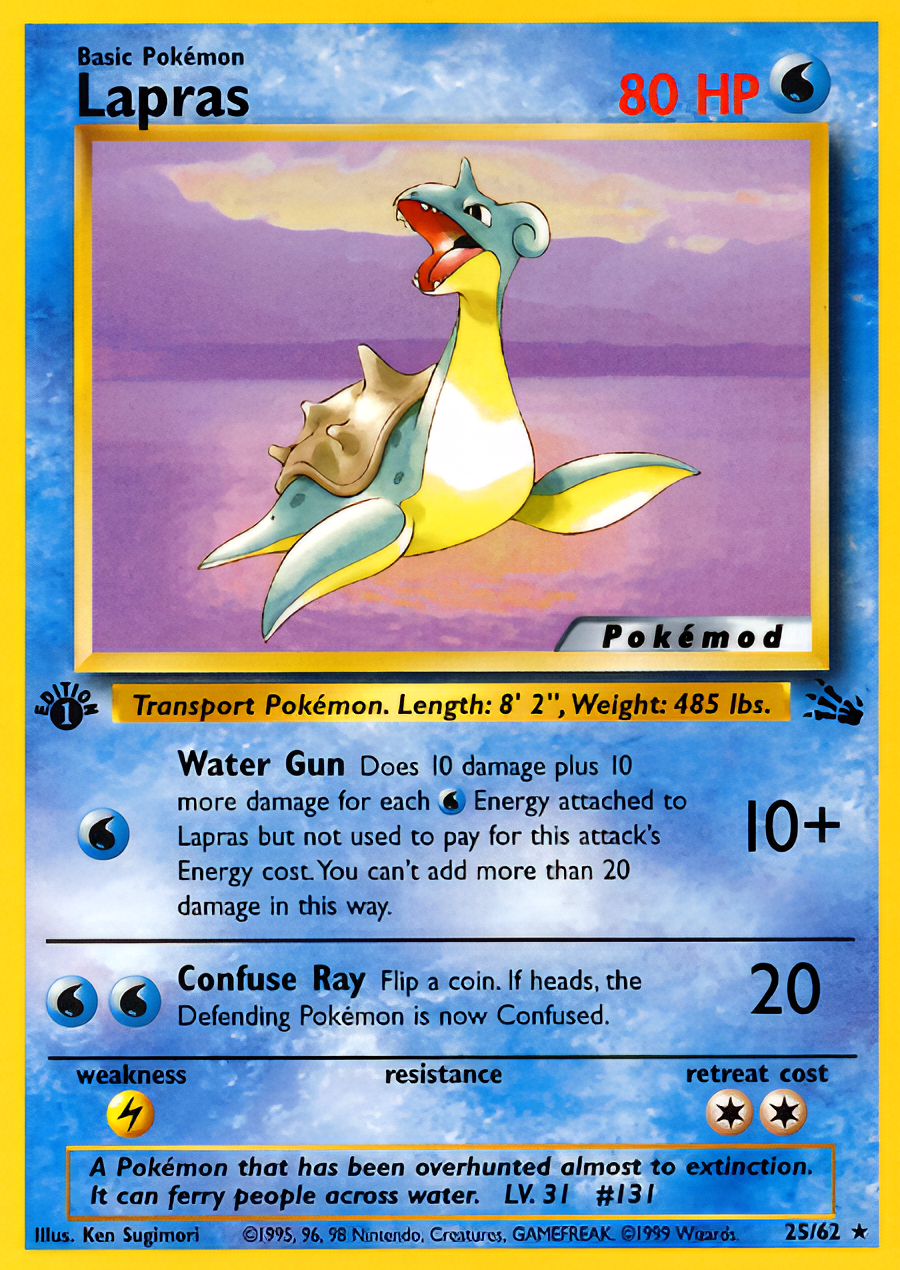 Basic Pokémon
Lapras
80 HP
Pokémod
EDITION
1
Transport Pokémon. Length: 8' 2", Weight: 485 lbs.
Water Gun Does 10 damage plus 10
more damage for each Energy attached to
Lapras but not used to pay for this attack's
Energy cost. You can't add more than 20
damage in this way.
10+
Confuse Ray Flip a coin. If heads, the
Defending Pokémon is now Confused.
20
weakness
resistance
retreat cost
A Pokémon that has been overhunted almost to extinction.
It can ferry people across water. LV. 31 #131
Illus. Ken Sugimori
©1995, 96, 98 Nintendo, Creatures, GAMEFREAK. ©1999 Wizards.
25/62 ★